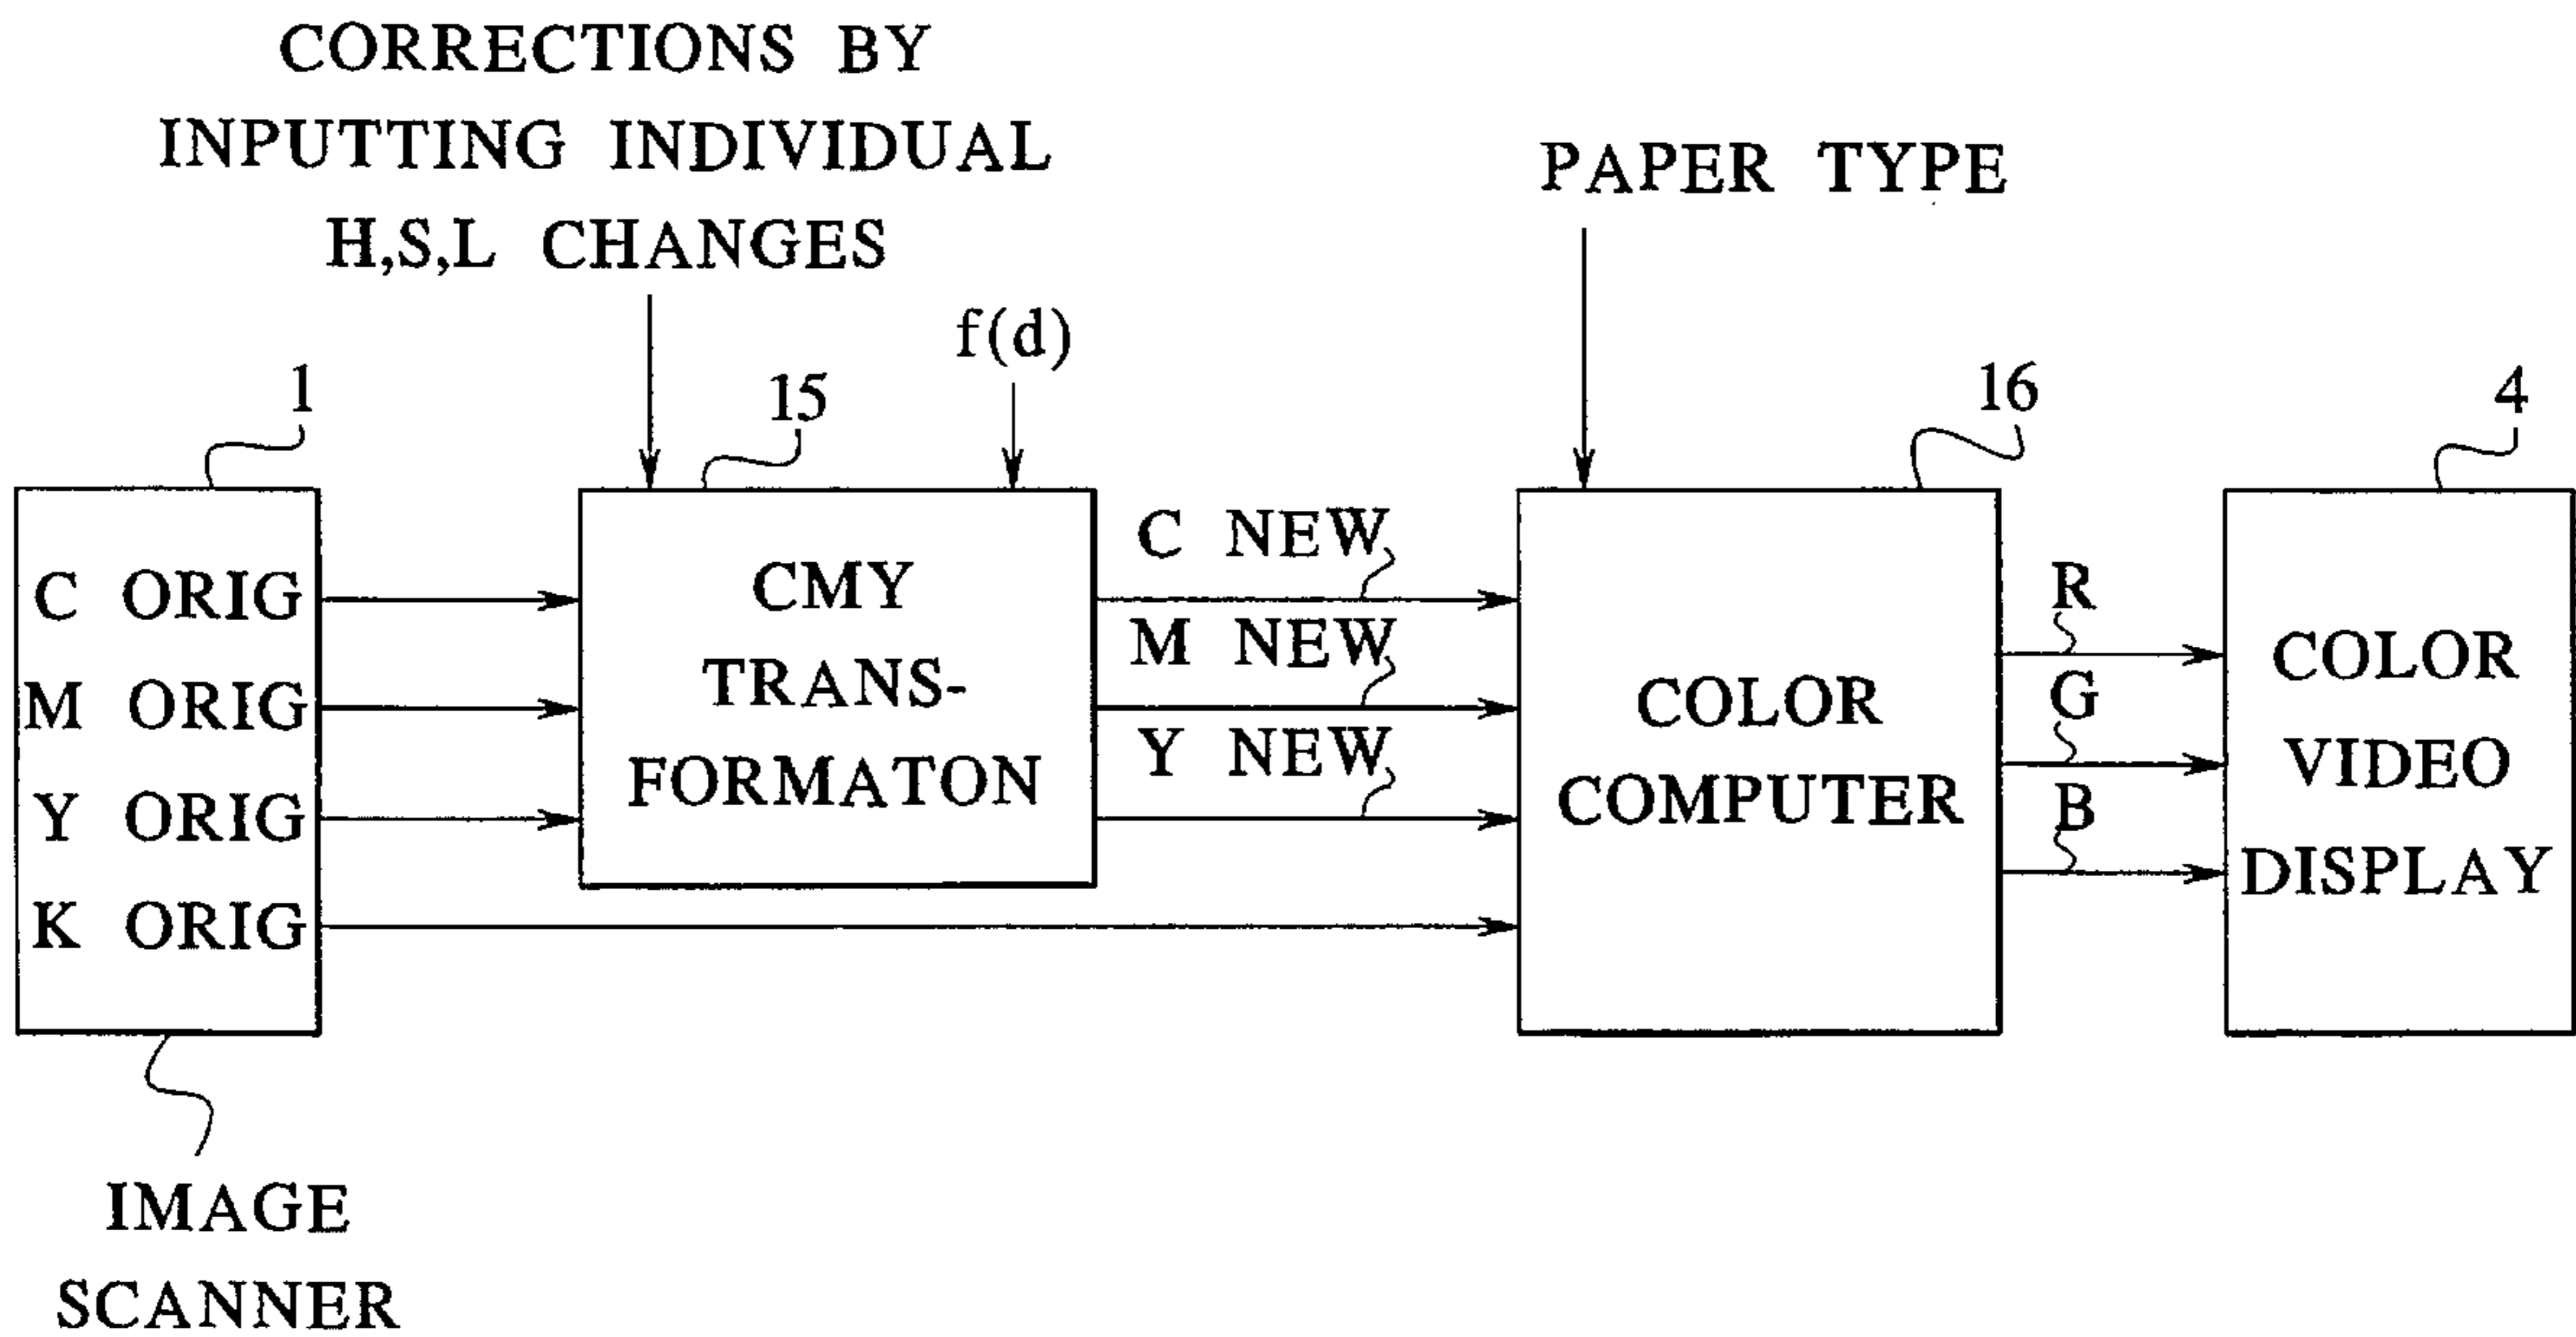 CORRECTIONS BY
INPUTTING INDIVIDUAL
H,S,L CHANGES
PAPER TYPE
f(d)
1
15
16
4
C ORIG
M ORIG
Y ORIG
K ORIG
CMY
TRANS-
FORMATON
C NEW
M NEW
Y NEW
COLOR
COMPUTER
R
G
B
COLOR
VIDEO
DISPLAY
IMAGE
SCANNER